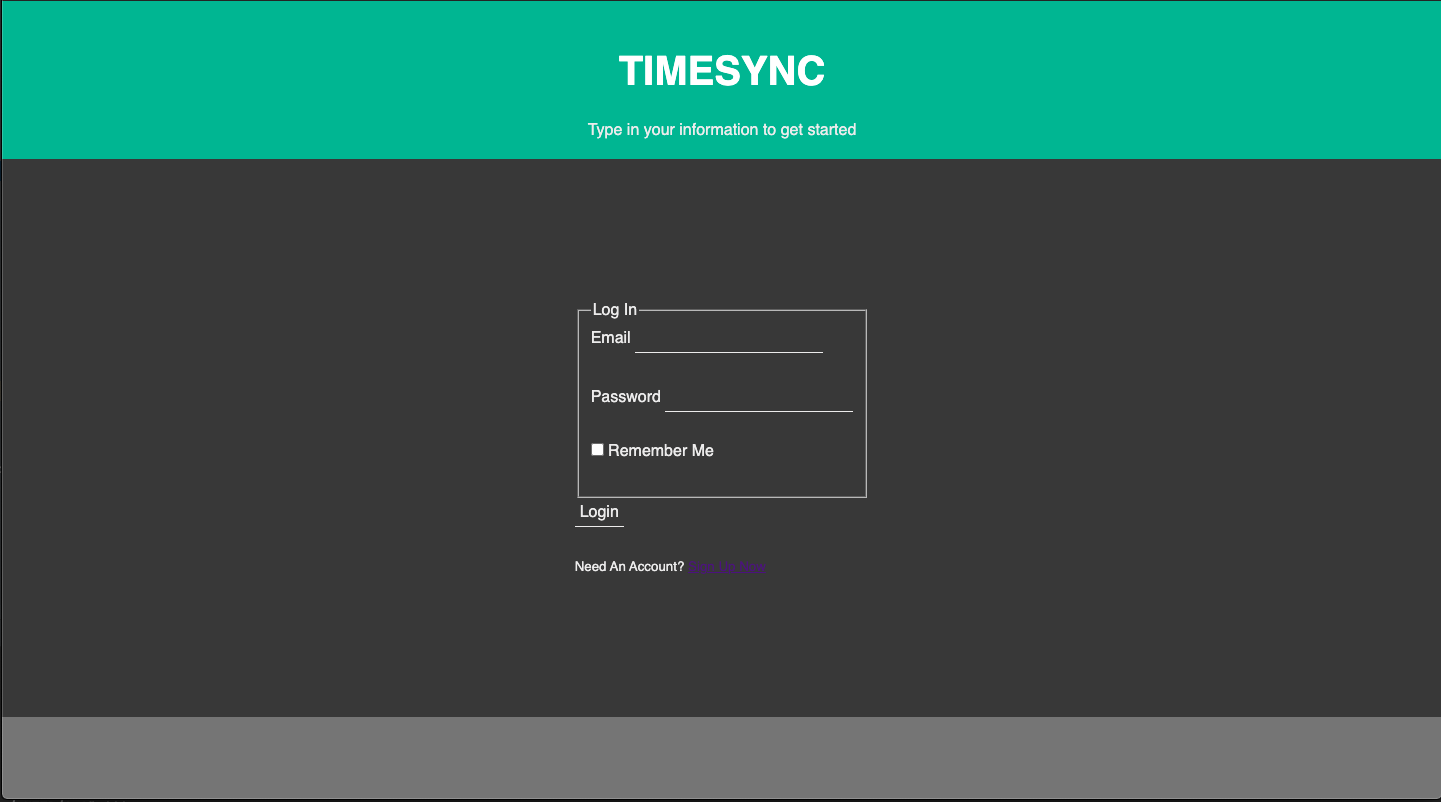 TIMESYNC
Type in your information to get started
Log In
Email
Password
Remember Me
Login
Need An Account? Sign Up Now